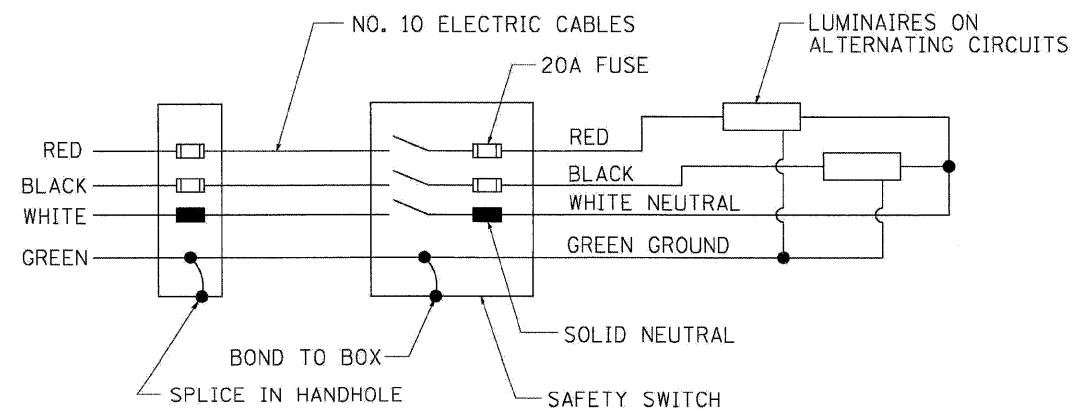 NO. 10 ELECTRIC CABLES
LUMINAIRES ON
ALTERNATING CIRCUITS
20A FUSE
RED
RED
BLACK
BLACK
WHITE
WHITE NEUTRAL
GREEN
GREEN GROUND
SOLID NEUTRAL
BOND TO BOX
SPLICE IN HANDHOLE
SAFETY SWITCH